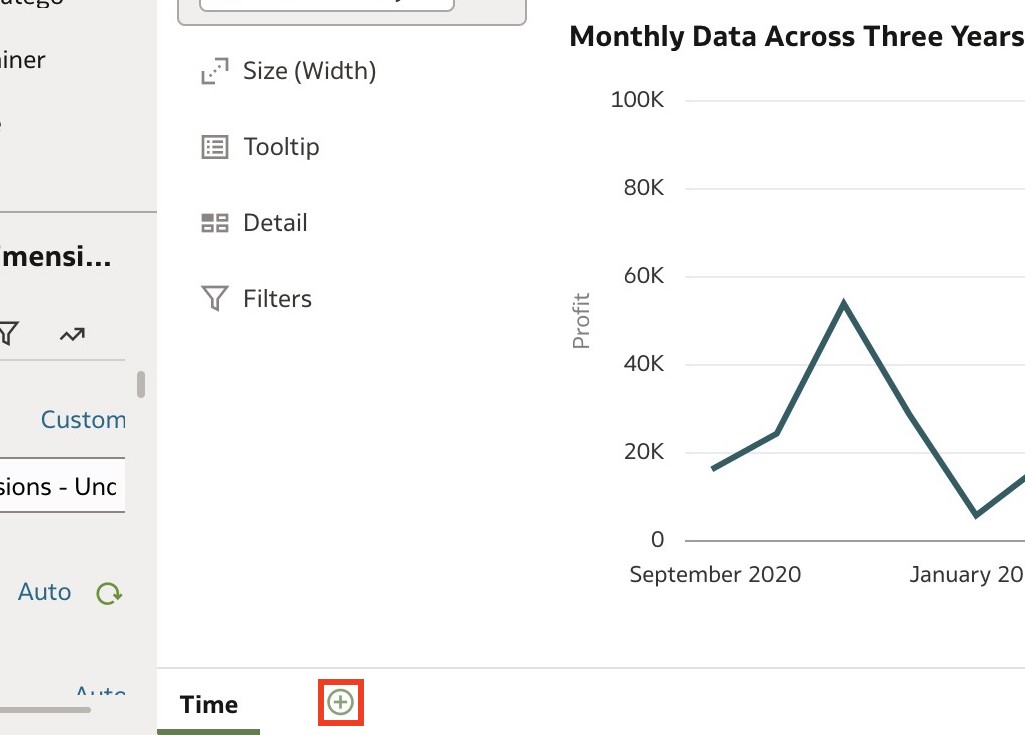 iner
mensi...
Custom
sions - Unc
Auto
Auto
Size (Width)
Tooltip
Detail
Filters
Monthly Data Across Three Years
100K
80K
60K
40K
20K
0
Profit
September 2020
January 20
Time